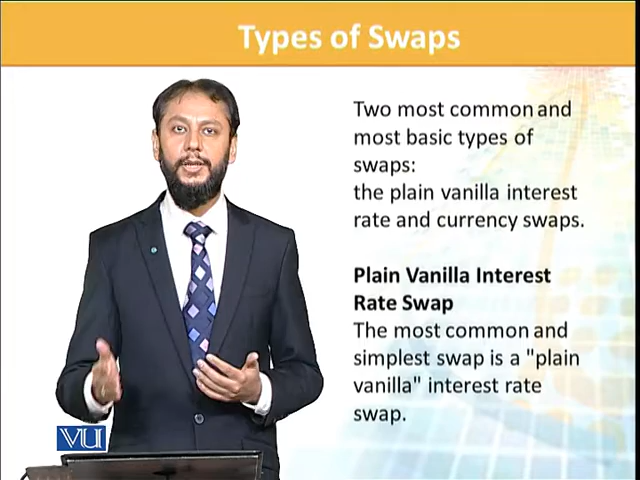 Types of Swaps
Two most common and
most basic types of
swaps:
the plain vanilla interest
rate and currency swaps.
Plain Vanilla Interest
Rate Swap
The most common and
simplest swap is a "plain
vanilla" interest rate
swap.
VU